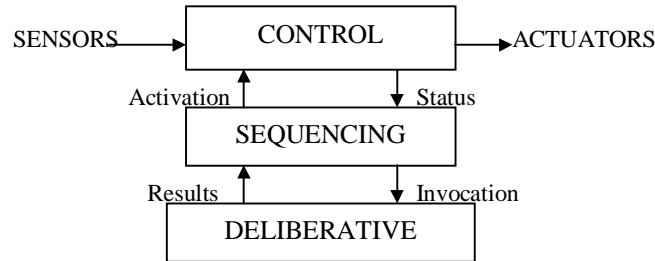 SENSORS CONTROL ACTUATORS
Activation Status
SEQUENCING
Results Invocation
DELIBERATIVE